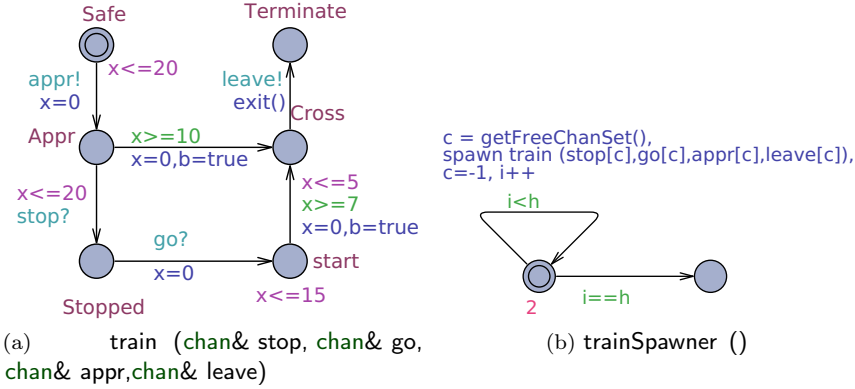 Safe
Terminate
x<=20
appr!
x=0
leave!
exit()
Cross
Appr
x>=10
x=0,b=true
x<=20
stop?
x<=5
x>=7
x=0,b=true
go?
x=0
start
x<=15
Stopped
(a) train (chan& stop, chan& go,
chan& appr,chan& leave)
c = getFreeChanSet(),
spawn train (stop[c],go[c],appr[c],leave[c]),
c=-1, i++
i<h
2
i==h
(b) trainSpawner ()